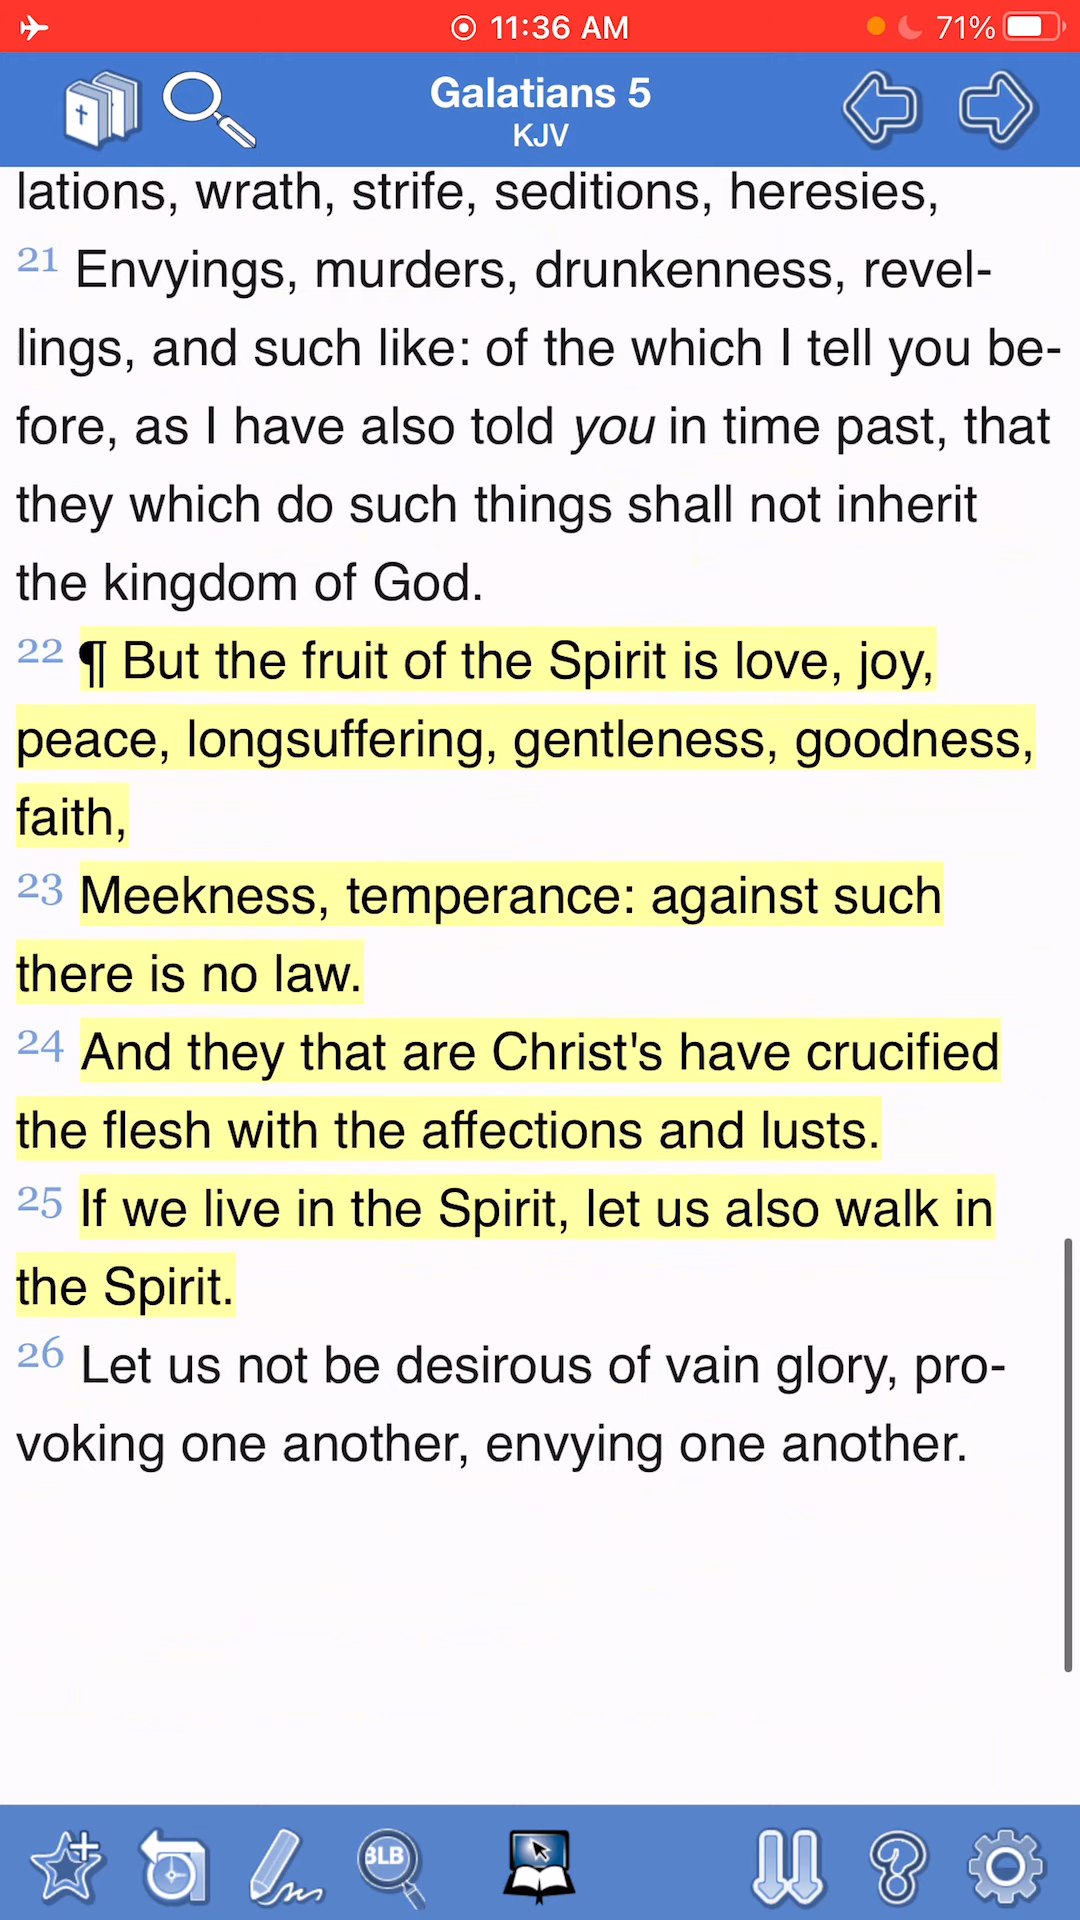 11:36 AM
71%
Galatians 5
KJV
lations, wrath, strife, seditions, heresies,
21 Envyings, murders, drunkenness, revel-
lings, and such like: of the which I tell you be-
fore, as I have also told you in time past, that
they which do such things shall not inherit
the kingdom of God.
22 ¶ But the fruit of the Spirit is love, joy,
peace, longsuffering, gentleness, goodness,
faith,
23 Meekness, temperance: against such
there is no law.
24 And they that are Christ's have crucified
the flesh with the affections and lusts.
25 If we live in the Spirit, let us also walk in
the Spirit.
26 Let us not be desirous of vain glory, pro-
voking one another, envying one another.
BLB